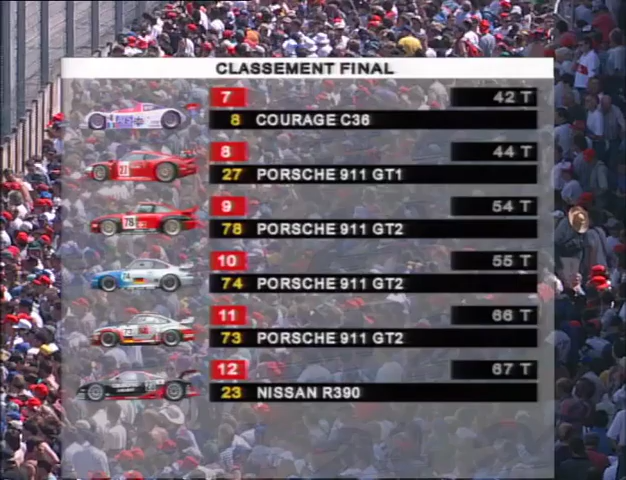 CLASSEMENT FINAL
7 42 T
8 COURAGE C36
8 44 T
27 PORSCHE 911 GT1
9 54 T
78 PORSCHE 911 GT2
10 55 T
74 PORSCHE 911 GT2
11 66 T
73 PORSCHE 911 GT2
12 67 T
23 NISSAN R390